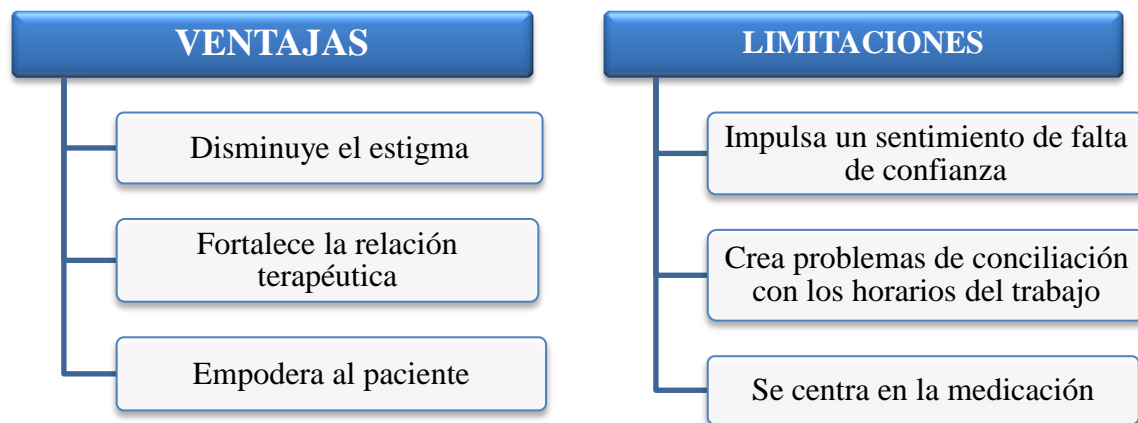 VENTAJAS
Disminuye el estigma
Fortalece la relación
terapéutica
Empodera al paciente
LIMITACIONES
Impulsa un sentimiento de falta
de confianza
Crea problemas de conciliación
con los horarios del trabajo
Se centra en la medicación